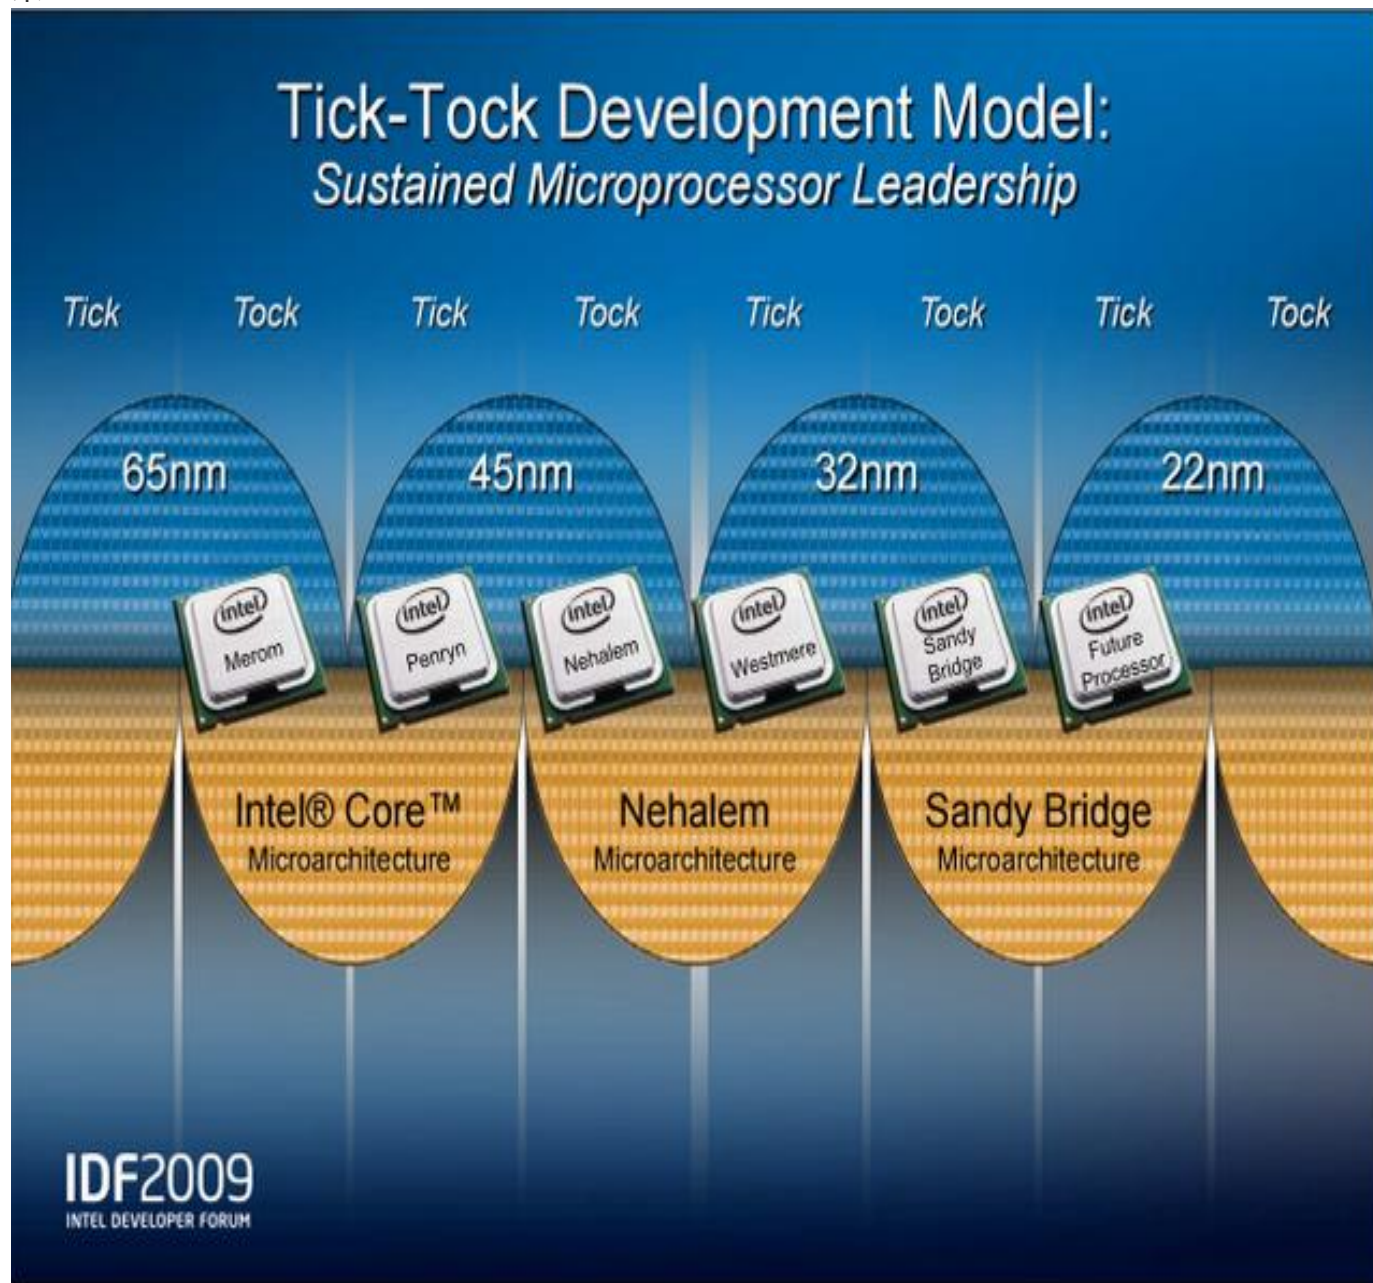 Tick-Tock Development Model:
Sustained Microprocessor Leadership
Tick Tock Tick Tock Tick Tock Tick Tock
65nm 45nm 32nm 22nm
intel Merom
intel Penryn
intel Nehalem
intel Westmere
intel Sandy Bridge
intel Future Processor
Intel® Core™
Microarchitecture
Nehalem
Microarchitecture
Sandy Bridge
Microarchitecture
IDF2009
INTEL DEVELOPER FORUM